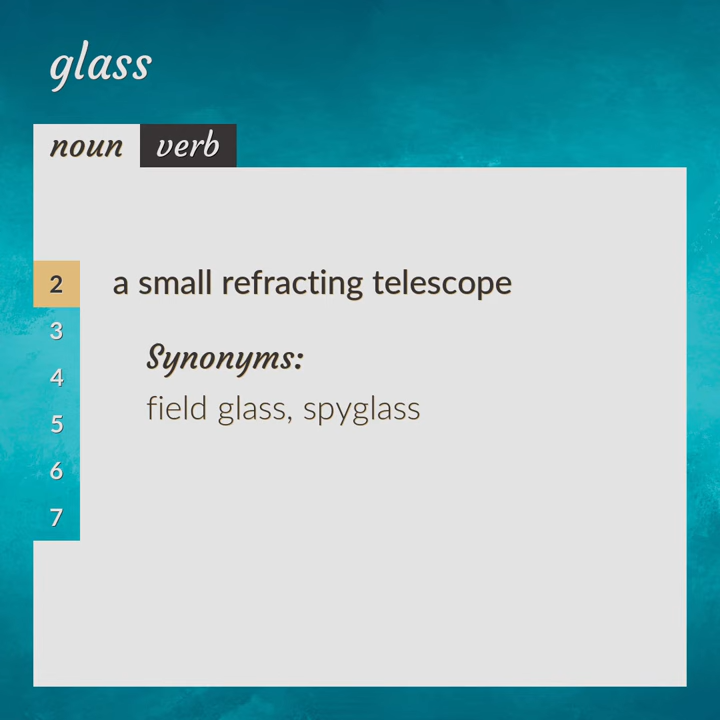 glass
noun verb
2 a small refracting telescope
3
Synonyms:
4
field glass, spyglass
5
6
7